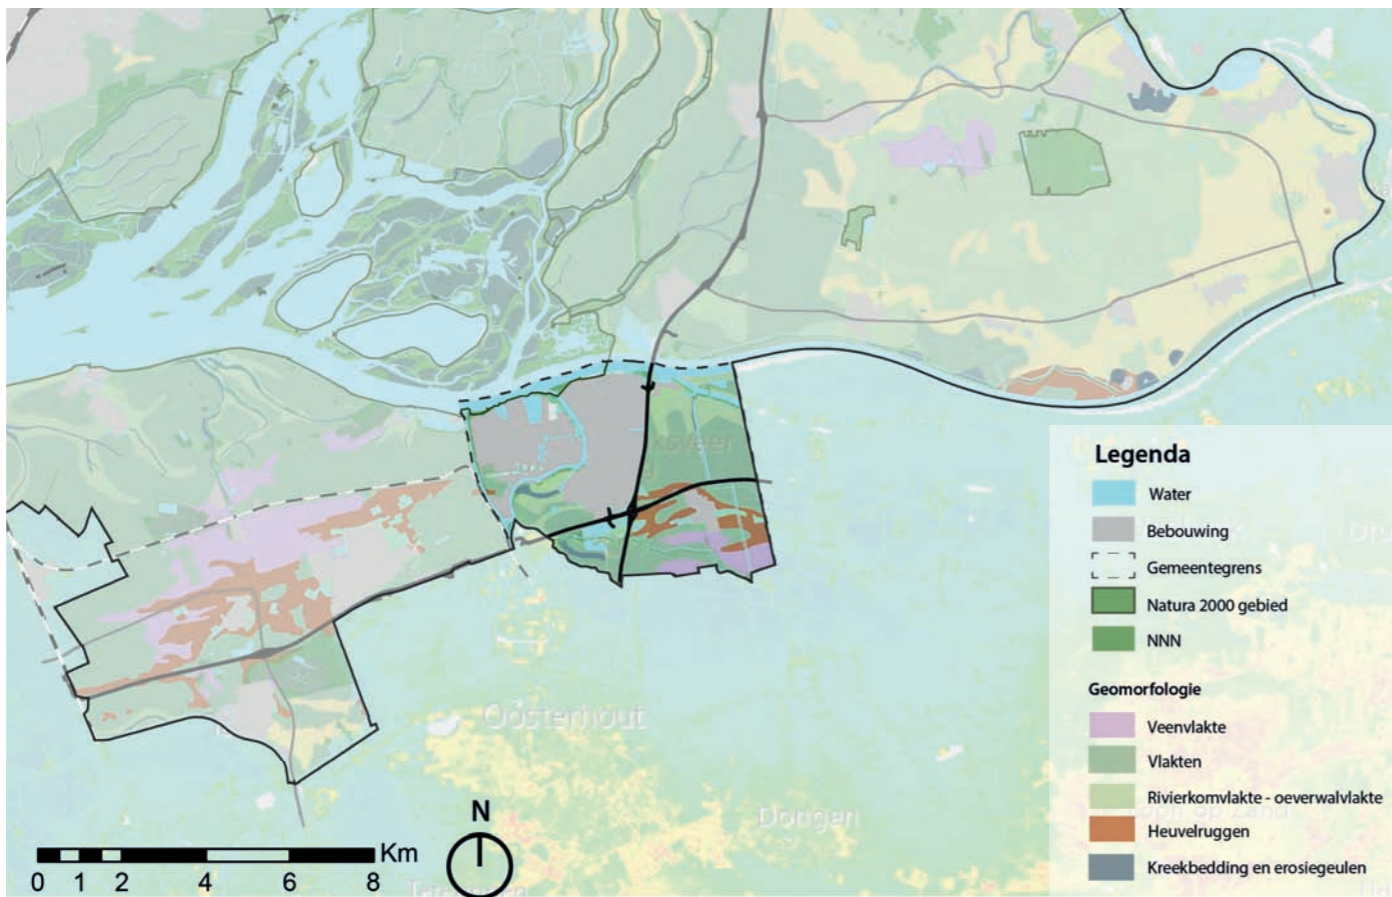 Legenda
Water
Bebouwing
Gemeentegrens
Natura 2000 gebied
NNN
Geomorfologie
Veenvlakte
Vlakten
Rivierkomvlakte - oeverwalvlakte
Heuvelruggen
Kreekbedding en erosiegeulen
Oosterhout
Dongen
N
Km
0 1 2 4 6 8